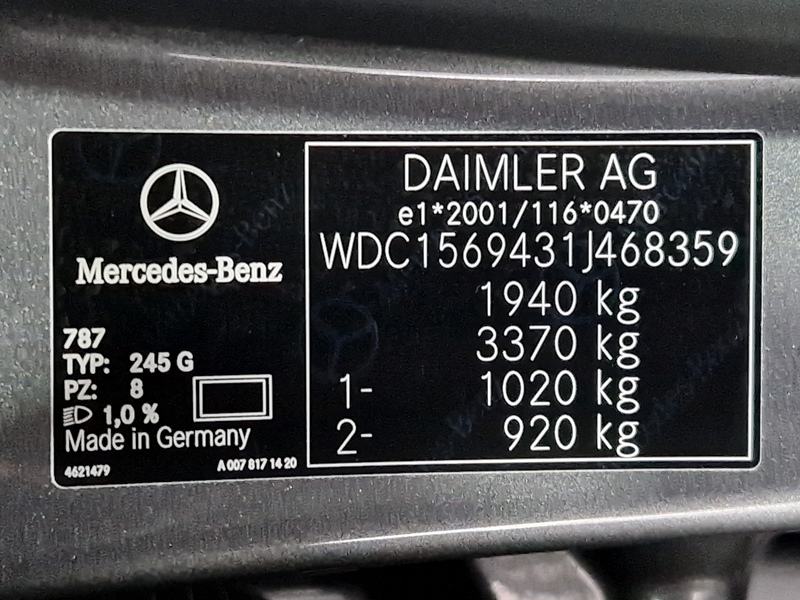 Mercedes-Benz
787
TYP: 245 G
PZ: 8
1,0 %
Made in Germany
4621479
A 007 817 14 20
DAIMLER AG
e1*2001/116*0470
WDC1569431J468359
1940 kg
3370 kg
1- 1020 kg
2- 920 kg